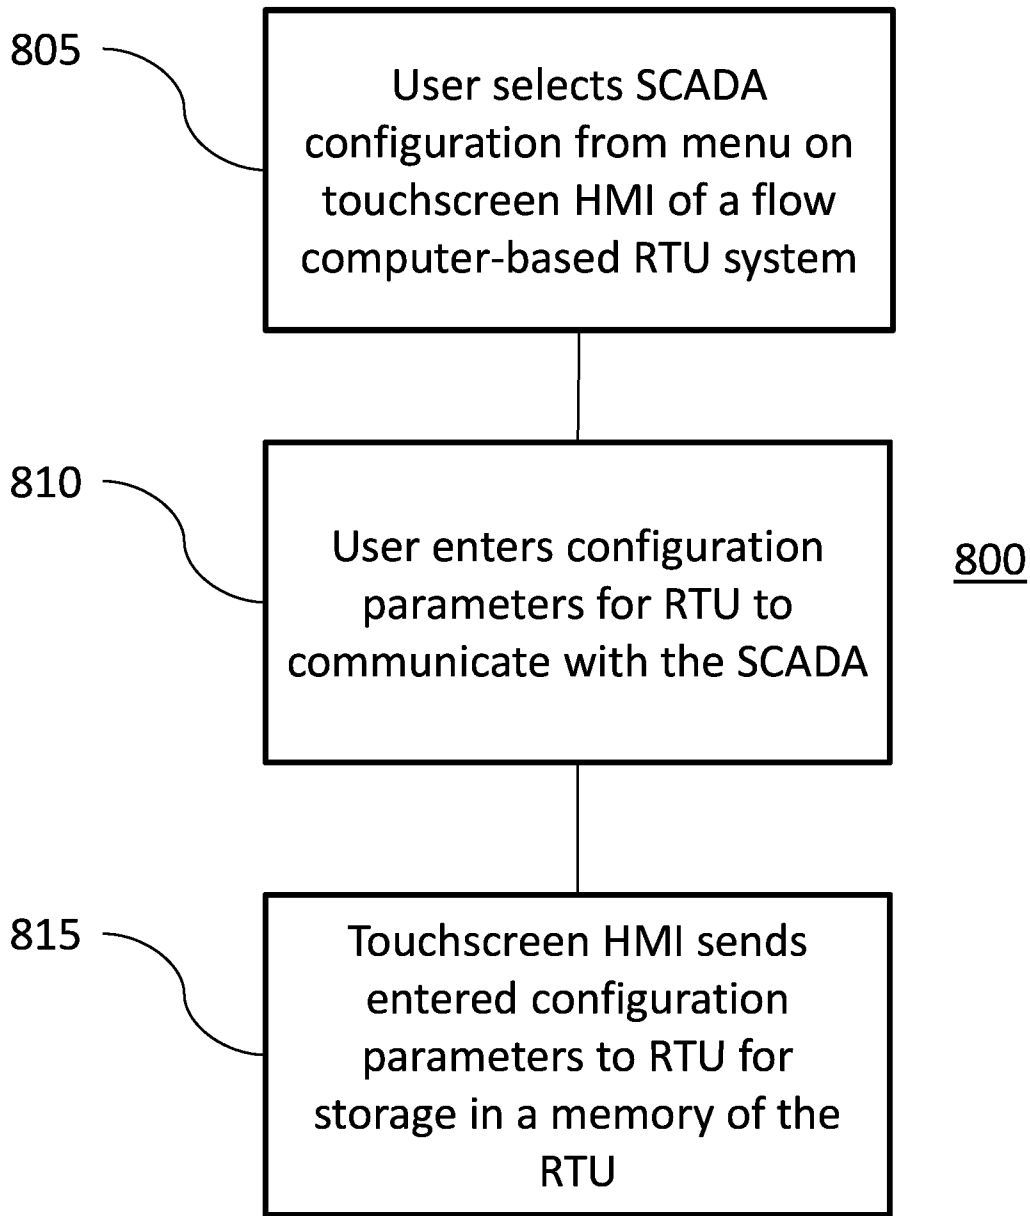 805
User selects SCADA
configuration from menu on
touchscreen HMI of a flow
computer-based RTU system
810
User enters configuration
parameters for RTU to
communicate with the SCADA
800
815
Touchscreen HMI sends
entered configuration
parameters to RTU for
storage in a memory of the
RTU